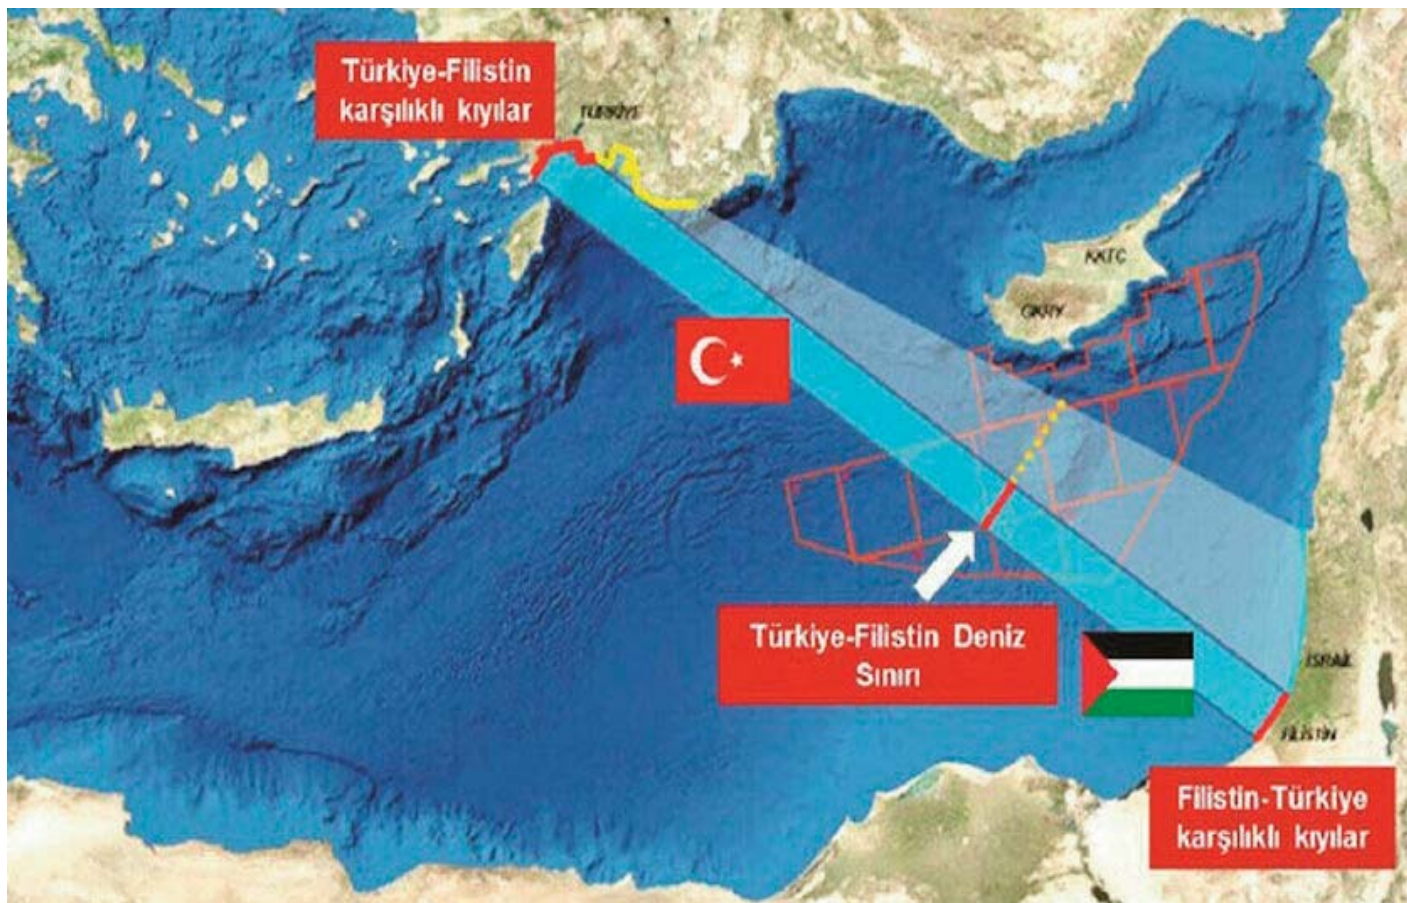 Türkiye-Filistin
karşılıklı kıyılar
TÜRKİYE
KKTC
GKRY
Türkiye-Filistin Deniz
Sınırı
İSRAİL
FİLİSTİN
Filistin-Türkiye
karşılıklı kıyılar